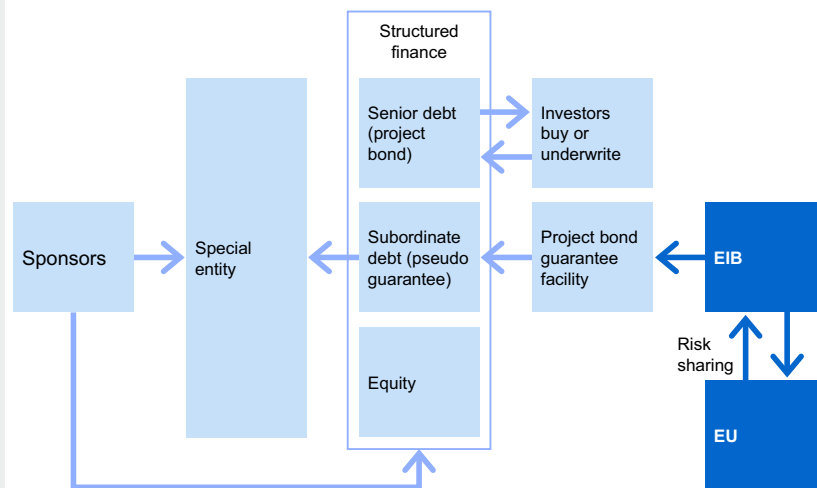 Structured
finance
Senior debt
(project
bond)
Investors
buy or
underwrite
Sponsors
Special
entity
Subordinate
debt (pseudo
guarantee)
Project bond
guarantee
facility
EIB
Risk
sharing
Equity
EU